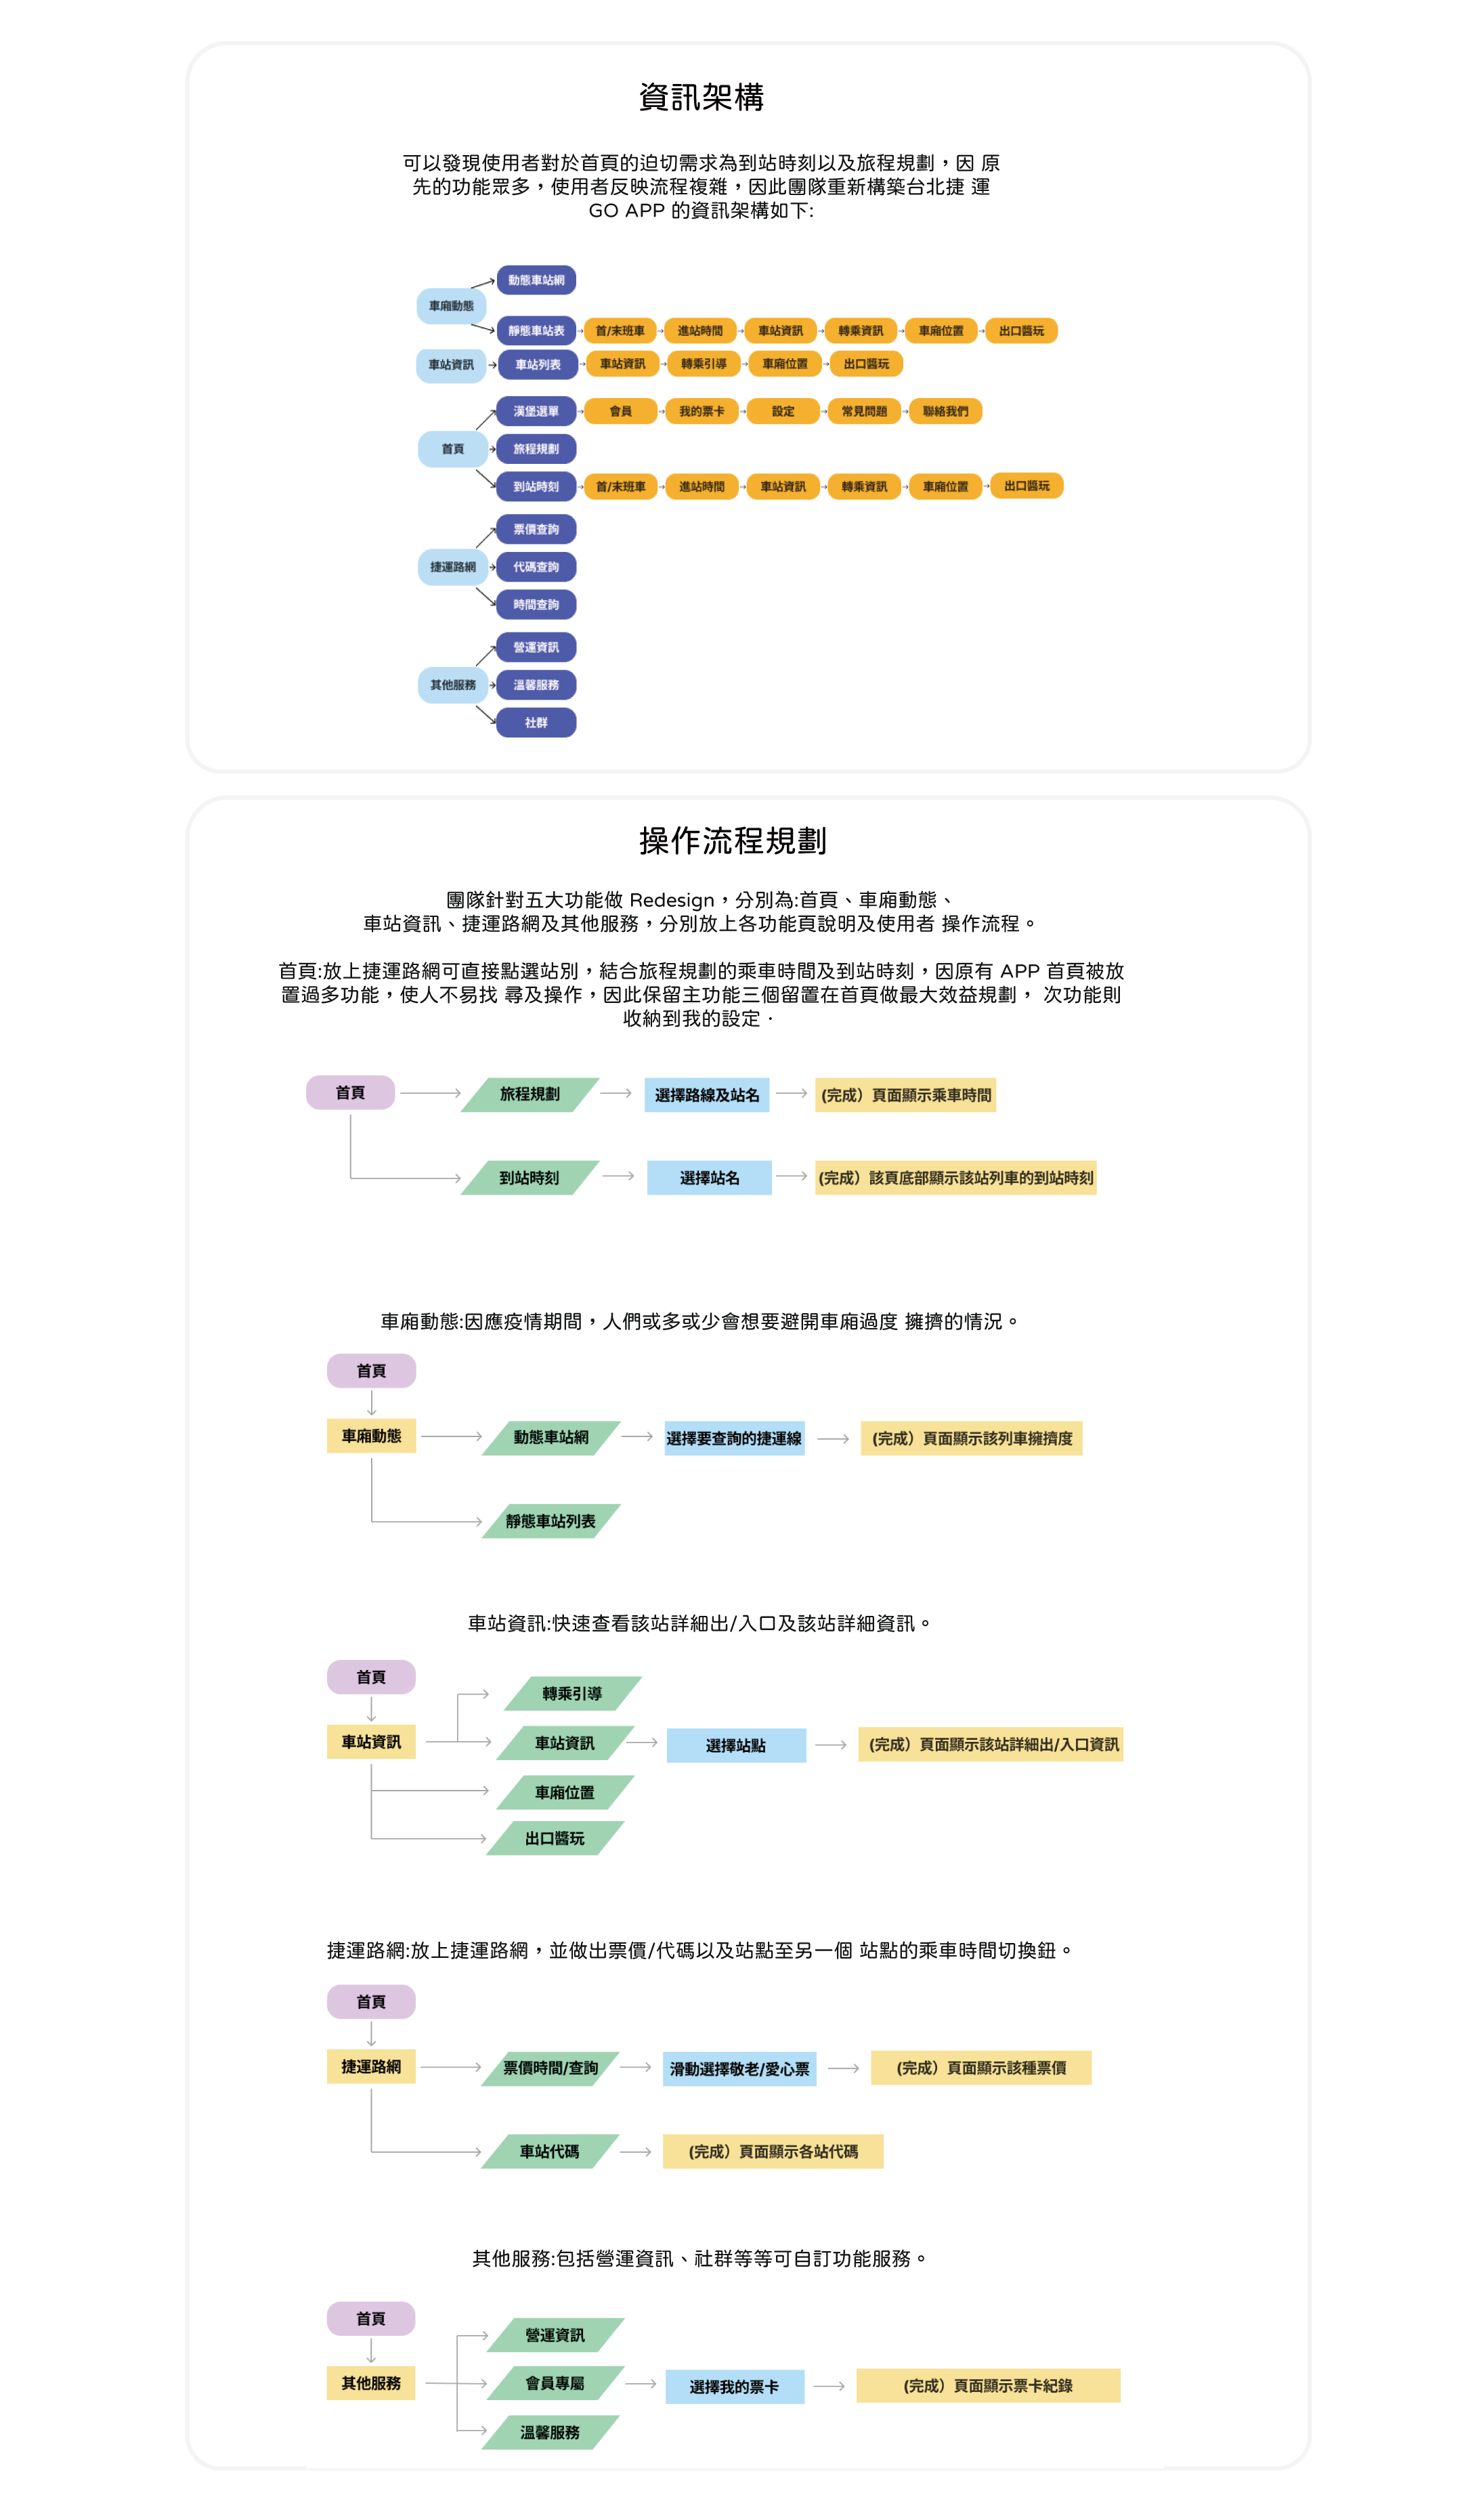 資訊架構
可以發現使用者對於首頁的迫切需求為到站時刻以及旅程規劃，因 原
先的功能眾多，使用者反映流程複雜，因此團隊重新構築台北捷 運
GO APP 的資訊架構如下:
動態車站網
車廂動態
靜態車站表 首/末班車 進站時間 車站資訊 轉乘資訊 車廂位置 出口醬玩
車站資訊 車站列表 車站資訊 轉乘引導 車廂位置 出口醬玩
漢堡選單 會員 我的票卡 設定 常見問題 聯絡我們
首頁 旅程規劃
到站時刻 首/末班車 進站時間 車站資訊 轉乘資訊 車廂位置 出口醬玩
票價查詢
捷運路網 代碼查詢
時間查詢
營運資訊
其他服務 溫馨服務
社群
操作流程規劃
團隊針對五大功能做 Redesign，分別為:首頁、車廂動態、
車站資訊、捷運路網及其他服務，分別放上各功能頁說明及使用者 操作流程。
首頁:放上捷運路網可直接點選站別，結合旅程規劃的乘車時間及到站時刻，因原有 APP 首頁被放
置過多功能，使人不易找 尋及操作，因此保留主功能三個留置在首頁做最大效益規劃， 次功能則
收納到我的設定．
首頁 旅程規劃 選擇路線及站名 (完成）頁面顯示乘車時間
到站時刻 選擇站名 (完成）該頁底部顯示該站列車的到站時刻
車廂動態:因應疫情期間，人們或多或少會想要避開車廂過度 擁擠的情況。
首頁
車廂動態 動態車站網 選擇要查詢的捷運線 (完成）頁面顯示該列車擁擠度
靜態車站列表
車站資訊:快速查看該站詳細出/入口及該站詳細資訊。
首頁
轉乘引導
車站資訊 車站資訊 選擇站點 (完成）頁面顯示該站詳細出/入口資訊
車廂位置
出口醬玩
捷運路網:放上捷運路網，並做出票價/代碼以及站點至另一個 站點的乘車時間切換鈕。
首頁
捷運路網 票價時間/查詢 滑動選擇敬老/愛心票 (完成）頁面顯示該種票價
車站代碼 (完成）頁面顯示各站代碼
其他服務:包括營運資訊、社群等等可自訂功能服務。
首頁
營運資訊
其他服務 會員專屬 選擇我的票卡 (完成）頁面顯示票卡紀錄
溫馨服務